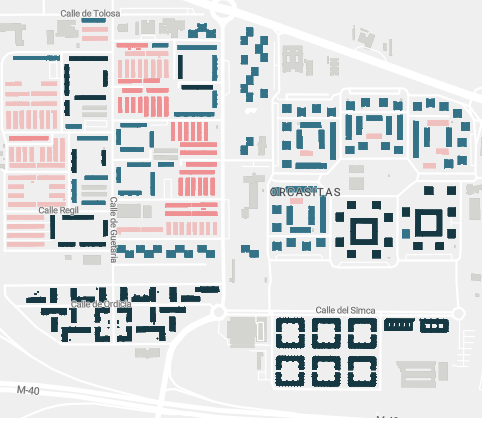 Calle de Tolosa
ORCASITAS
Calle Regil
Calle de Guetaria
Calle de Ordicia
Calle del Simca
M-40